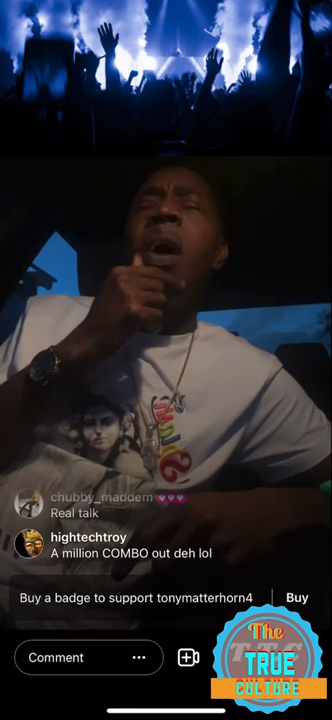 chubby_maddem
Real talk
hightechtroy
A million COMBO out deh lol
Buy a badge to support tonymatterhorn4
Buy
Comment
The
TRUE
CULTURE